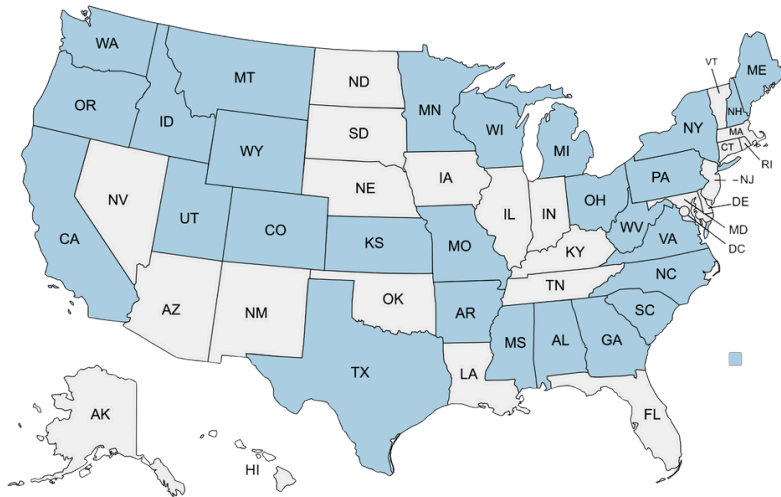 WA
MT
ND
MN
VT
ME
OR
ID
SD
WI
MI
NY
NH
MA
CT
RI
WY
NE
IA
PA
NJ
NV
UT
CO
IL
IN
OH
DE
CA
KS
MO
WV
VA
MD
KY
DC
AZ
NM
OK
AR
TN
NC
SC
MS
AL
GA
TX
LA
AK
HI
FL